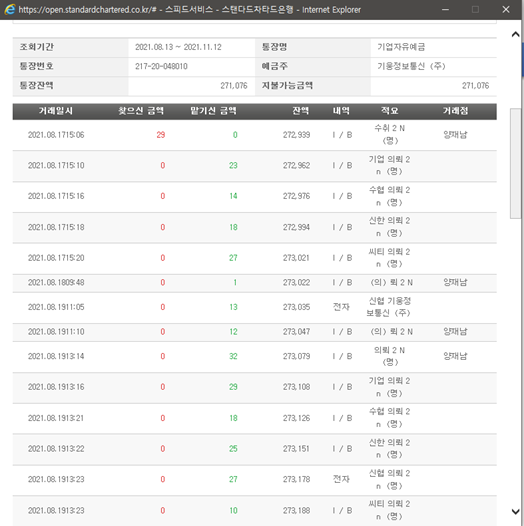 https://open.standardchartered.co.kr/# - 스피드서비스 - 스탠다드차타드은행 - Internet Explorer
조회기간 2021.08.13 ~ 2021.11.12 통장명 기업자유예금
통장번호 217-20-048010 예금주 기웅정보통신 (주)
통장잔액 271,076 지불가능금액 271,076
거래일시 찾으신 금액 맡기신 금액 잔액 내역 적요 거래점
2021.08.1715:06 29 0 272,939 I / B 수취 2 N 양재남
(명)
2021.08.1715:10 0 23 272,962 I / B 기업 의뢰 2
n (명)
2021.08.1715:16 0 14 272,976 I / B 수협 의뢰 2
n (명)
2021.08.1715:18 0 18 272,994 I / B 신한 의뢰 2
n (명)
2021.08.1715:20 0 27 273,021 I / B 씨티 의뢰 2
n (명)
2021.08.1809:48 0 1 273,022 I / B (의) 뢰 2 N 양재남
2021.08.1911:05 0 13 273,035 전자 신협 기웅정
보통신 (주)
2021.08.1911:10 0 12 273,047 I / B (의) 뢰 2 N 양재남
2021.08.1913:14 0 32 273,079 I / B 의뢰 2 N 양재남
(명)
2021.08.1913:16 0 29 273,108 I / B 기업 의뢰 2
n (명)
2021.08.1913:21 0 18 273,126 I / B 수협 의뢰 2
n (명)
2021.08.1913:22 0 25 273,151 I / B 신한 의뢰 2
n (명)
2021.08.1913:23 0 27 273,178 전자 신협 의뢰 2
n (명)
2021.08.1913:23 0 10 273,188 I / B 씨티 의뢰 2
n (명)